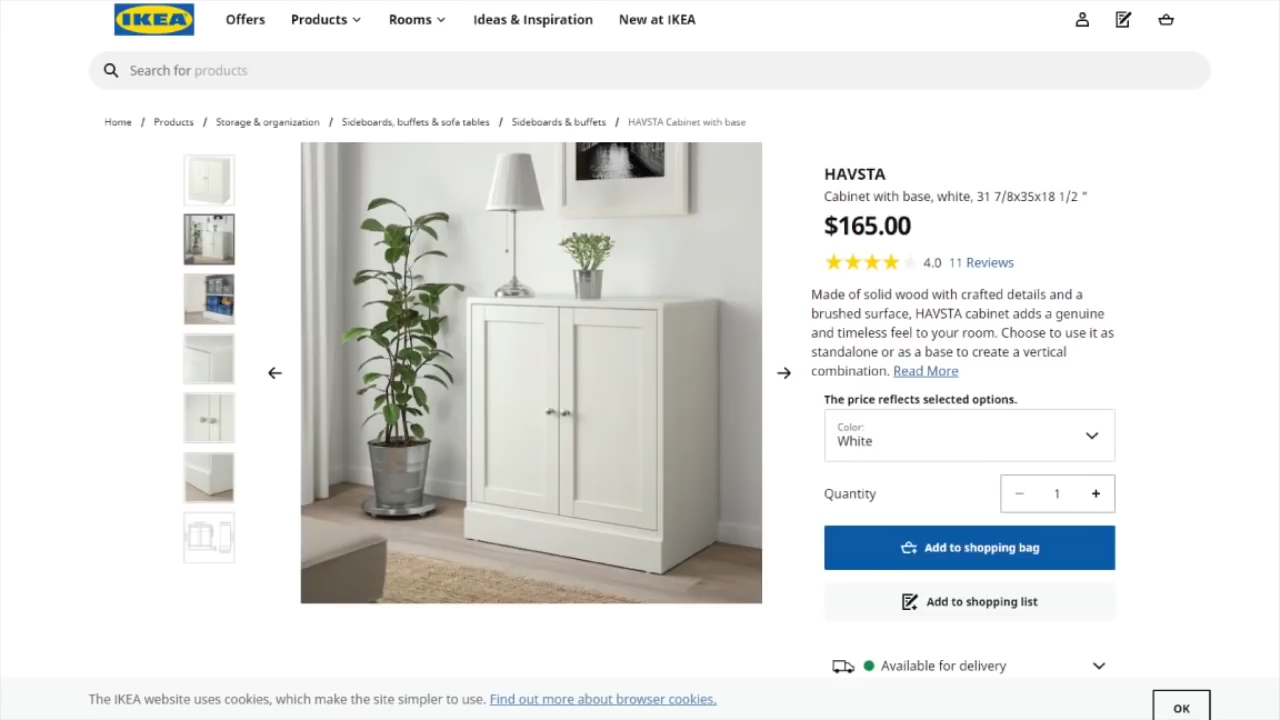 IKEA
Offers
Products
Rooms
Ideas & Inspiration
New at IKEA
Search for products
Home / Products / Storage & organization / Sideboards, buffets & sofa tables / Sideboards & buffets / HAVSTA Cabinet with base
HAVSTA
Cabinet with base, white, 31 7/8x35x18 1/2 "
$165.00
4.0 11 Reviews
Made of solid wood with crafted details and a
brushed surface, HAVSTA cabinet adds a genuine
and timeless feel to your room. Choose to use it as
standalone or as a base to create a vertical
combination. Read More
The price reflects selected options.
Color:
White
Quantity
1
Add to shopping bag
Add to shopping list
Available for delivery
The IKEA website uses cookies, which make the site simpler to use. Find out more about browser cookies.
OK